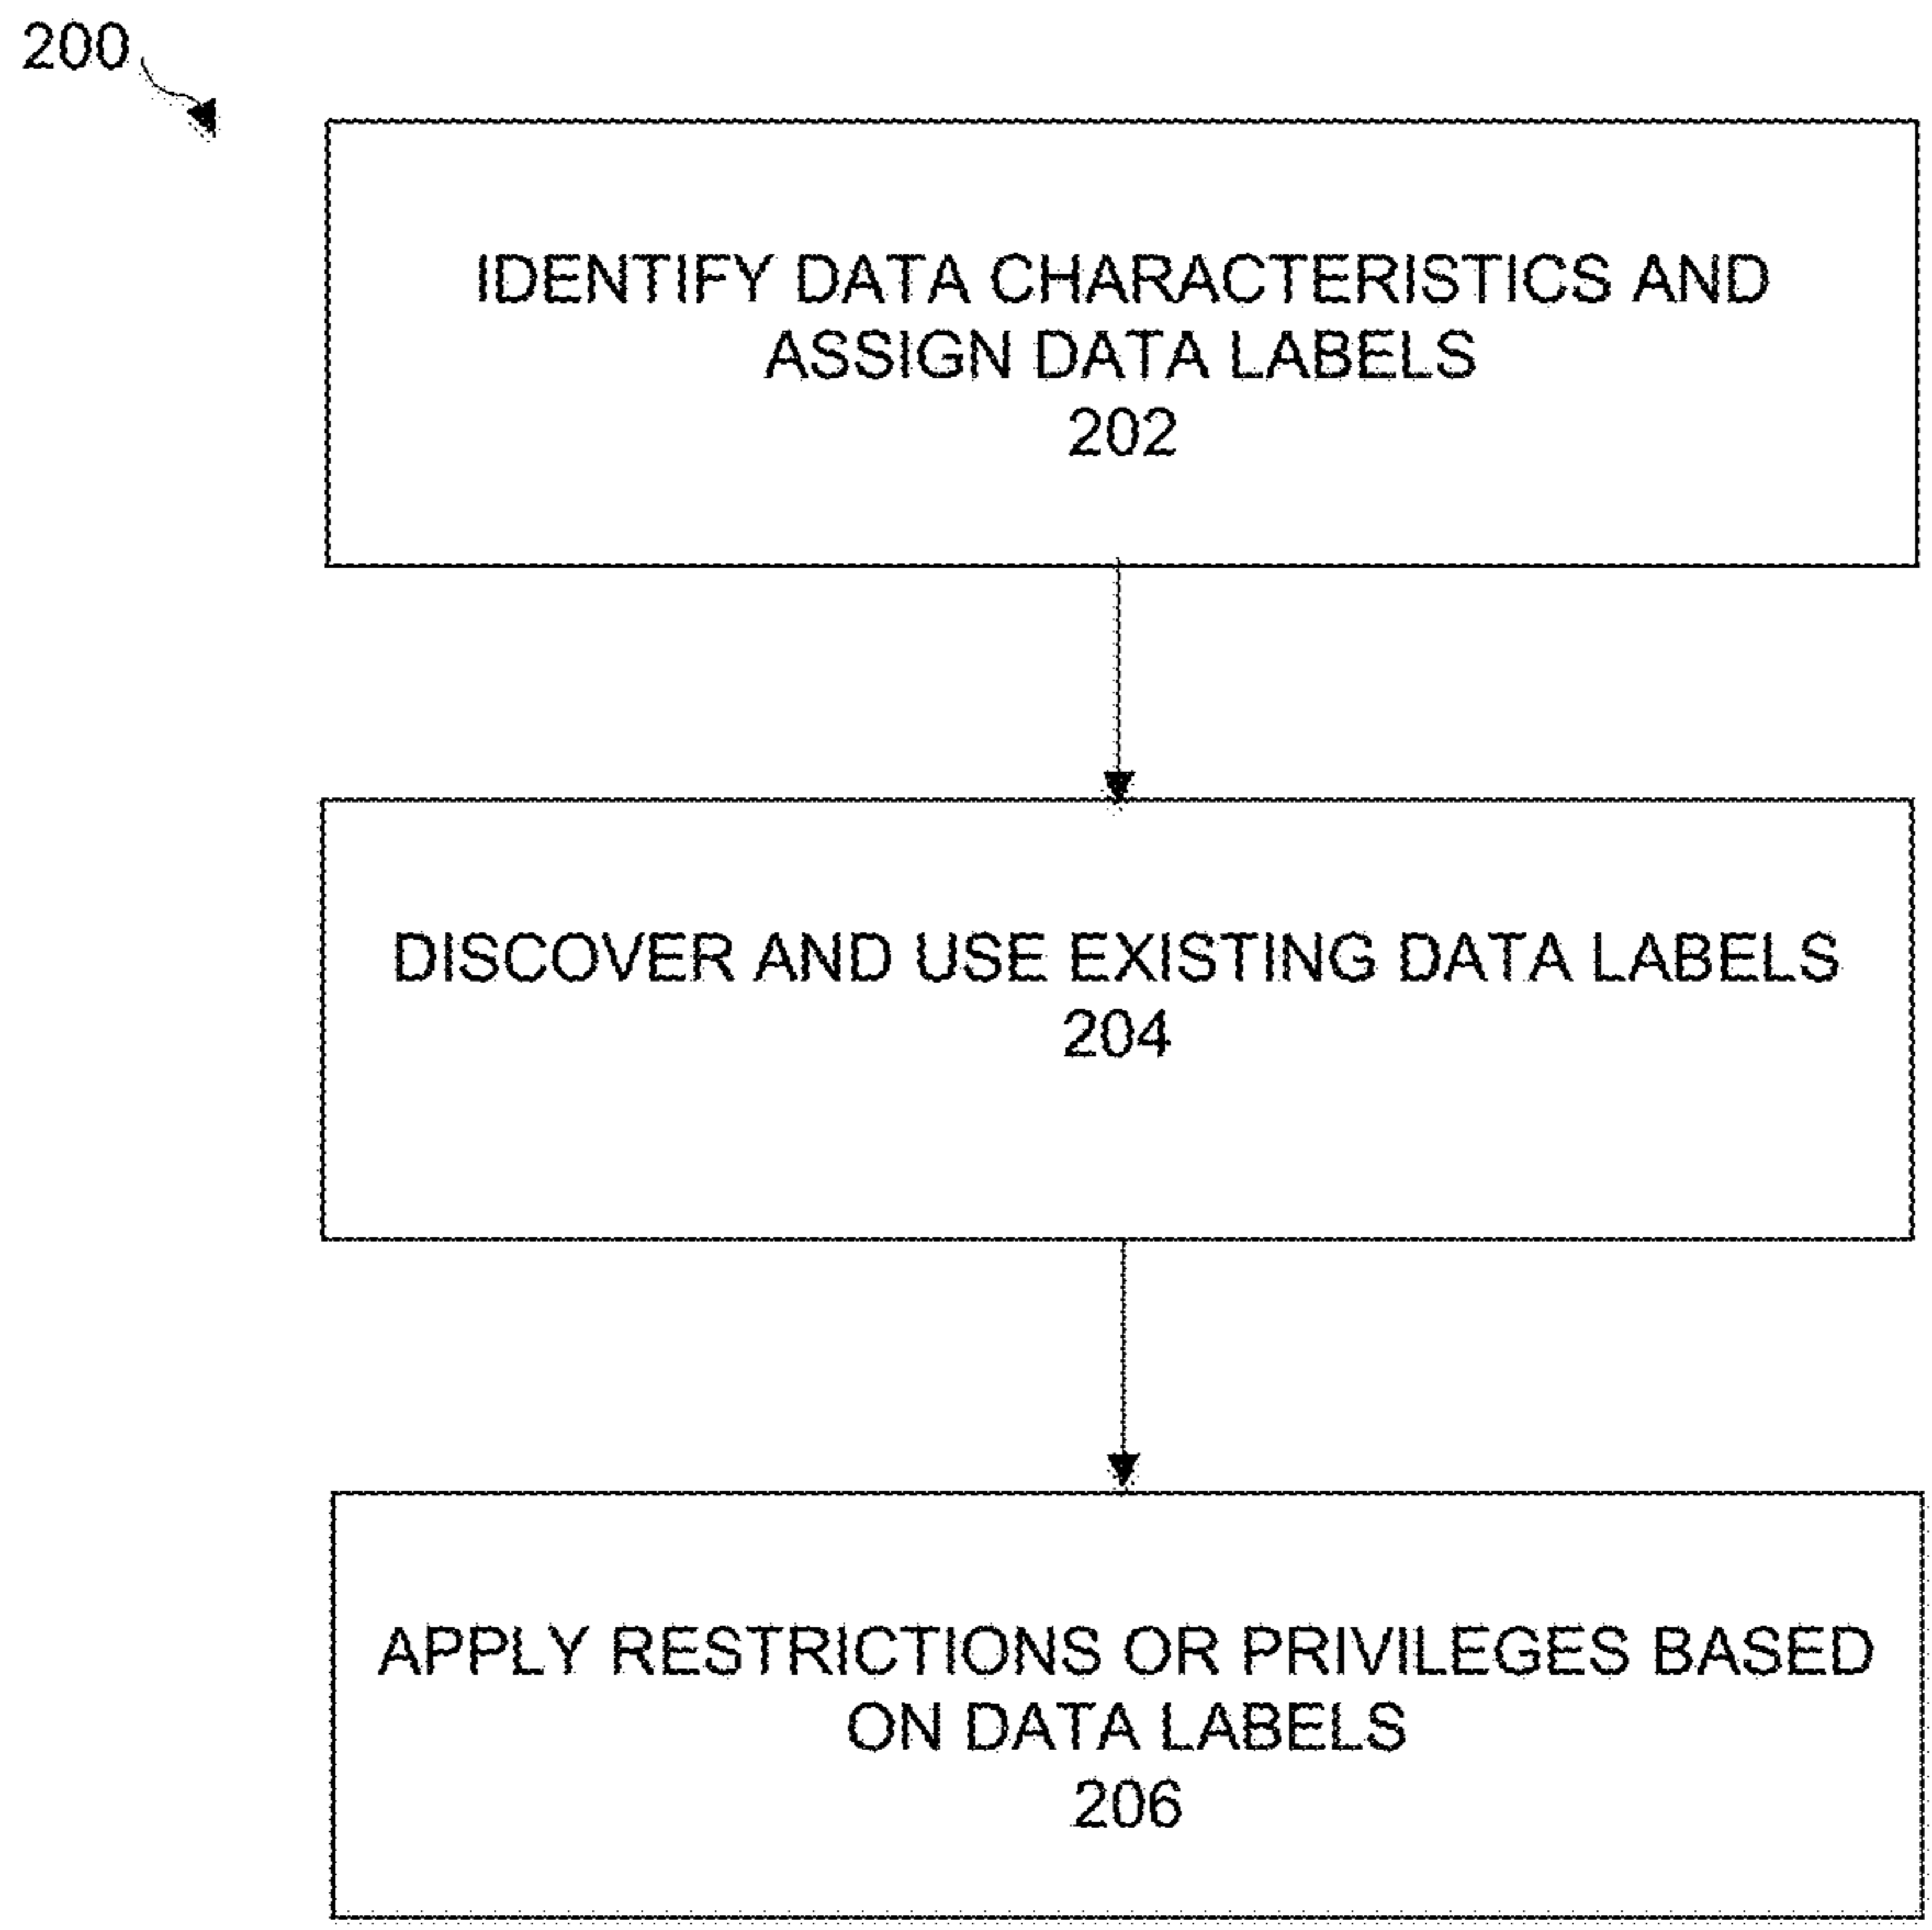 200
IDENTIFY DATA CHARACTERISTICS AND
ASSIGN DATA LABELS
202
DISCOVER AND USE EXISTING DATA LABELS
204
APPLY RESTRICTIONS OR PRIVILEGES BASED
ON DATA LABELS
206